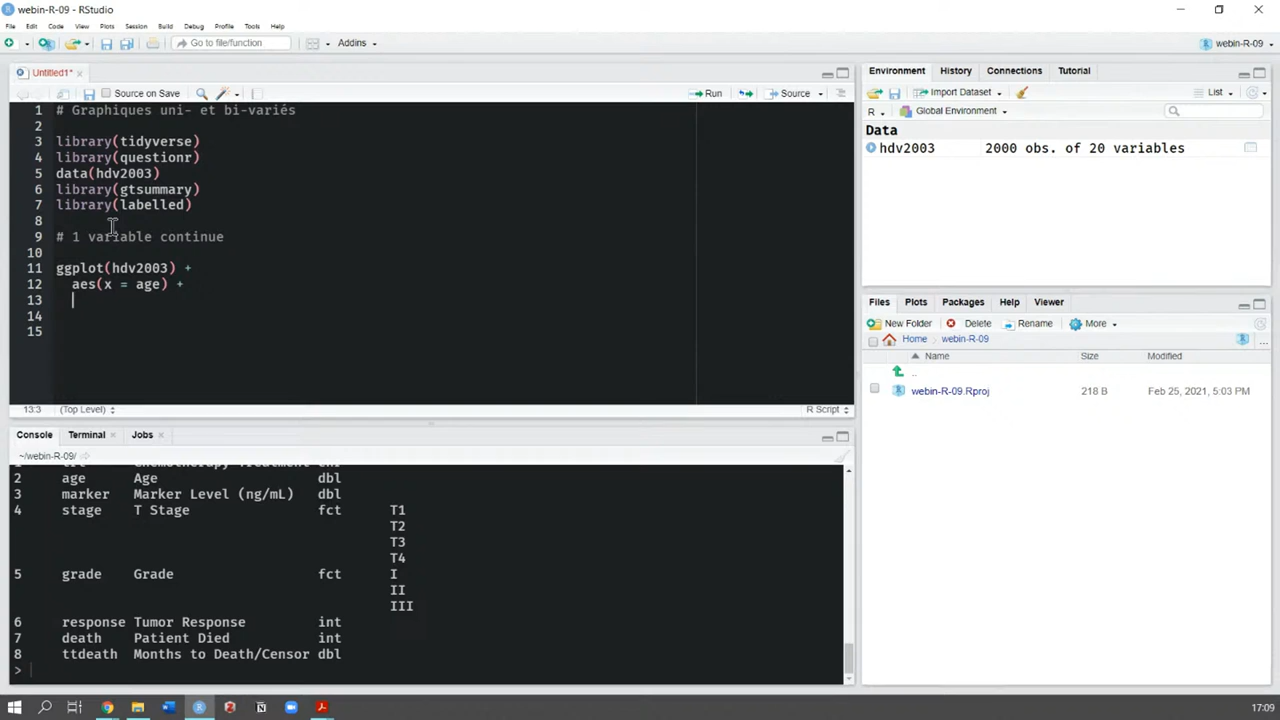 webin-R-09 - RStudio
File Edit Code View Plots Session Build Debug Profile Tools Help
Go to file/function Addins webin-R-09
Untitled1*
Source on Save Run Source
1 # Graphiques uni- et bi-variés
2
3 library(tidyverse)
4 library(questionr)
5 data(hdv2003)
6 library(gtsummary)
7 library(labelled)
8
9 # 1 variable continue
10
11 ggplot(hdv2003) +
12 aes(x = age) +
13
14
15
13:3 (Top Level) R Script
Console Terminal Jobs
~/webin-R-09/
2 age Age dbl
3 marker Marker Level (ng/mL) dbl
4 stage T Stage fct T1
T2
T3
T4
5 grade Grade fct I
II
III
6 response Tumor Response int
7 death Patient Died int
8 ttdeath Months to Death/Censor dbl
>
Environment History Connections Tutorial
Import Dataset List
R Global Environment
Data
hdv2003 2000 obs. of 20 variables
Files Plots Packages Help Viewer
New Folder Delete Rename More
Home webin-R-09 ...
Name Size Modified
..
webin-R-09.Rproj 218 B Feb 25, 2021, 5:03 PM
17:09